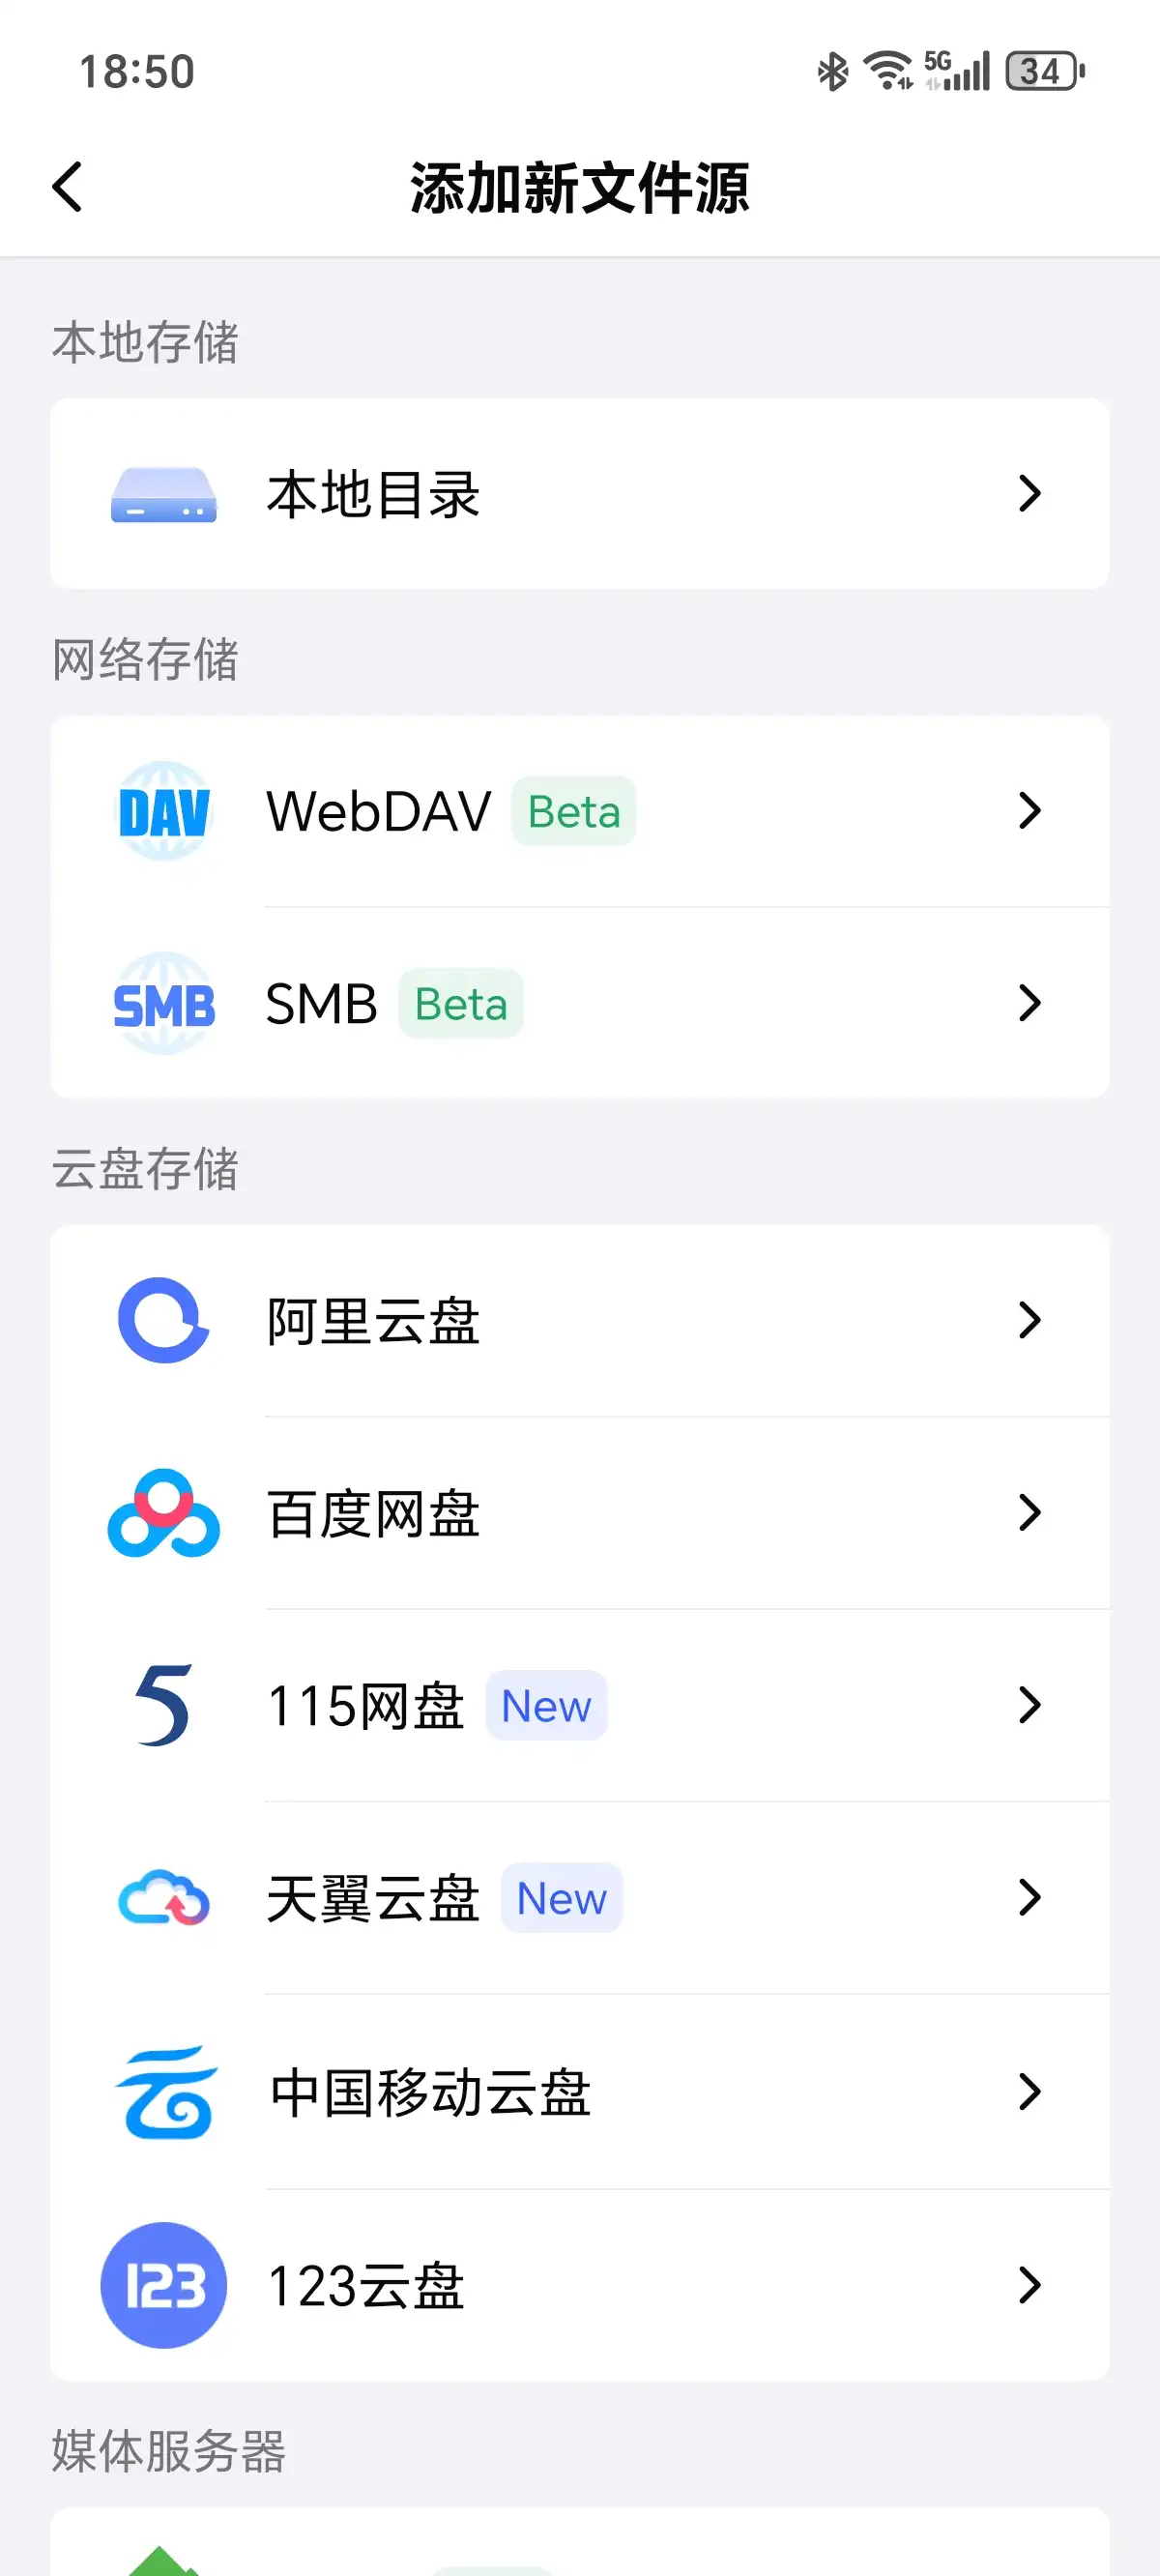 18:50
5G
34
添加新文件源
本地存储
本地目录
网络存储
DAV
WebDAV Beta
SMB
SMB Beta
云盘存储
阿里云盘
百度网盘
5
115网盘 New
天翼云盘 New
云
中国移动云盘
123
123云盘
媒体服务器